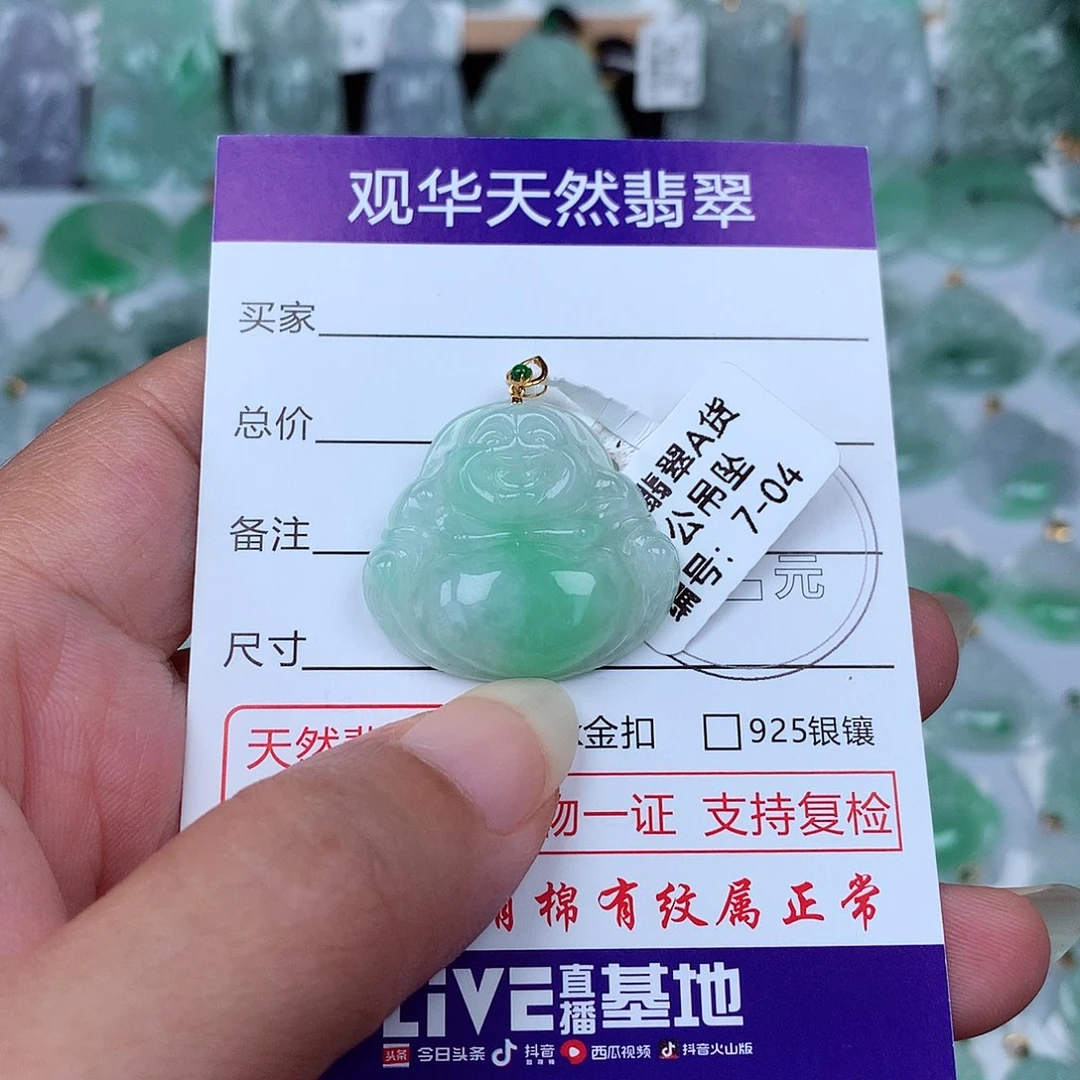 观华天然翡翠
买家
总价
翡翠A货
公吊坠
编号: 7-04
备注
元
尺寸
天然
金扣 □925银镶
物一证 支持复检
棉有纹属正常
LIVE直播基地
头条 今日头条 抖音 西瓜视频 抖音火山版